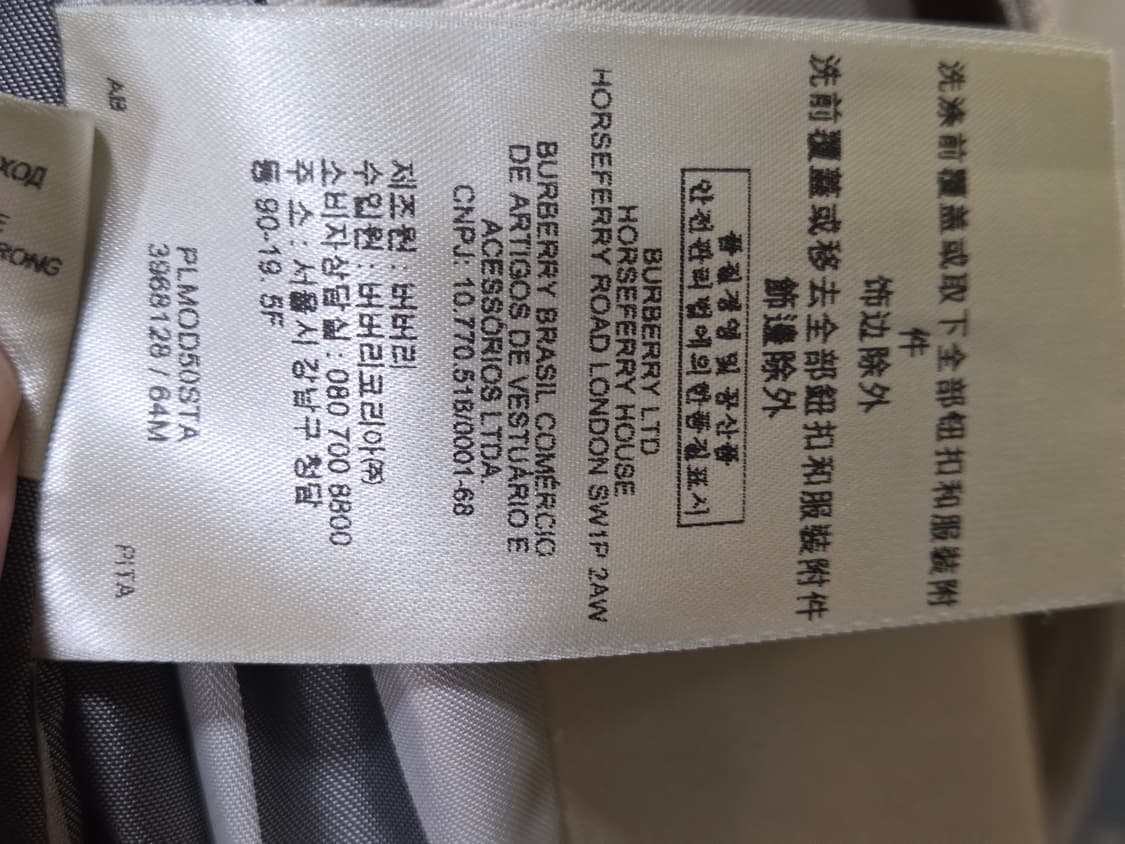 洗涤前覆盖或取下全部钮扣和服装附
件
饰边除外
洗前覆蓋或移去全部鈕扣和服裝附件
飾邊除外
품질경영 및 공산품
안전관리법에의한품질표시
BURBERRY LTD
HORSEFERRY HOUSE
HORSEFERRY ROAD LONDON SW1P 2AW
BURBERRY BRASIL COMÉRCIO
DE ARTIGOS DE VESTUÁRIO E
ACESSÓRIOS LTDA.
CNPJ: 10.770.518/0001-68
제조원 : 버버리
수입원 : 버버리코리아㈜
소비자상담실 : 080 700 8800
주 소 : 서울시 강남구 청담
동 90-19. 5F
PLMOD50STA
3968128 / 64M
AB
PITA
ХОД
RONG